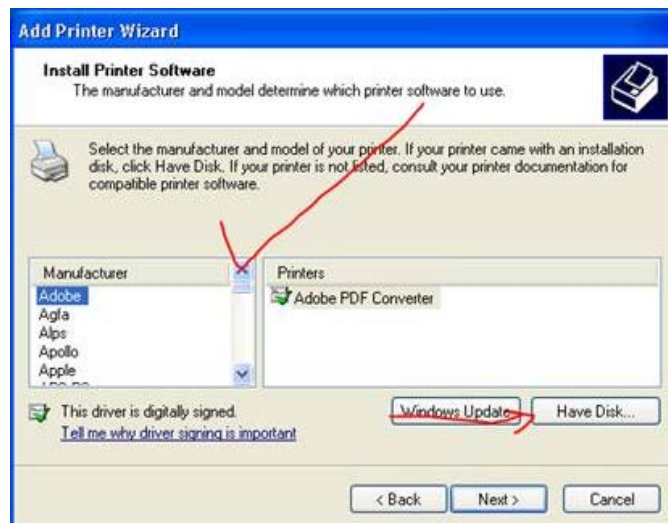 Add Printer Wizard
Install Printer Software
The manufacturer and model determine which printer software to use.
Select the manufacturer and model of your printer. If your printer came with an installation
disk, click Have Disk. If your printer is not listed, consult your printer documentation for
compatible printer software.
Manufacturer
Adobe
Agfa
Alps
Apollo
Apple
Printers
Adobe PDF Converter
This driver is digitally signed.
Tell me why driver signing is important
Windows Update
Have Disk...
< Back
Next >
Cancel